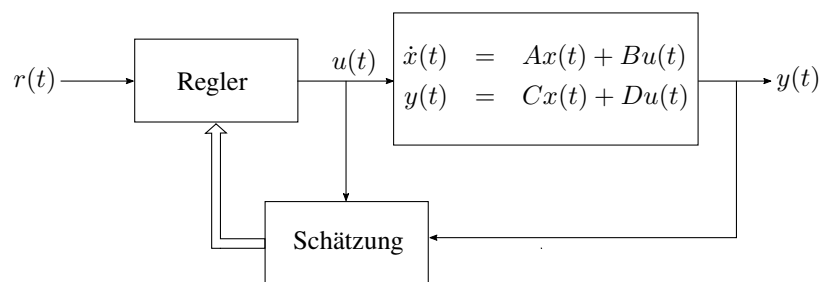 r(t)
Regler
u(t)
ẋ(t) = Ax(t) + Bu(t)
y(t) = Cx(t) + Du(t)
y(t)
Schätzung